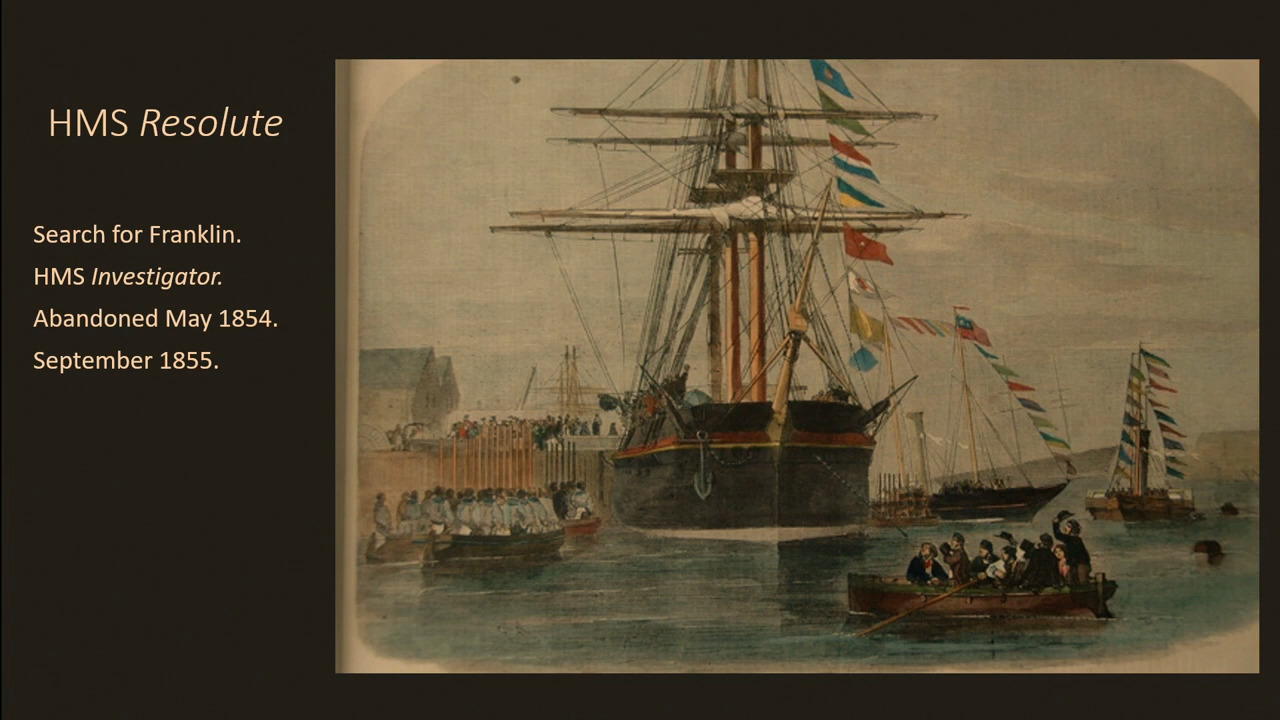 HMS Resolute
Search for Franklin.
HMS Investigator.
Abandoned May 1854.
September 1855.